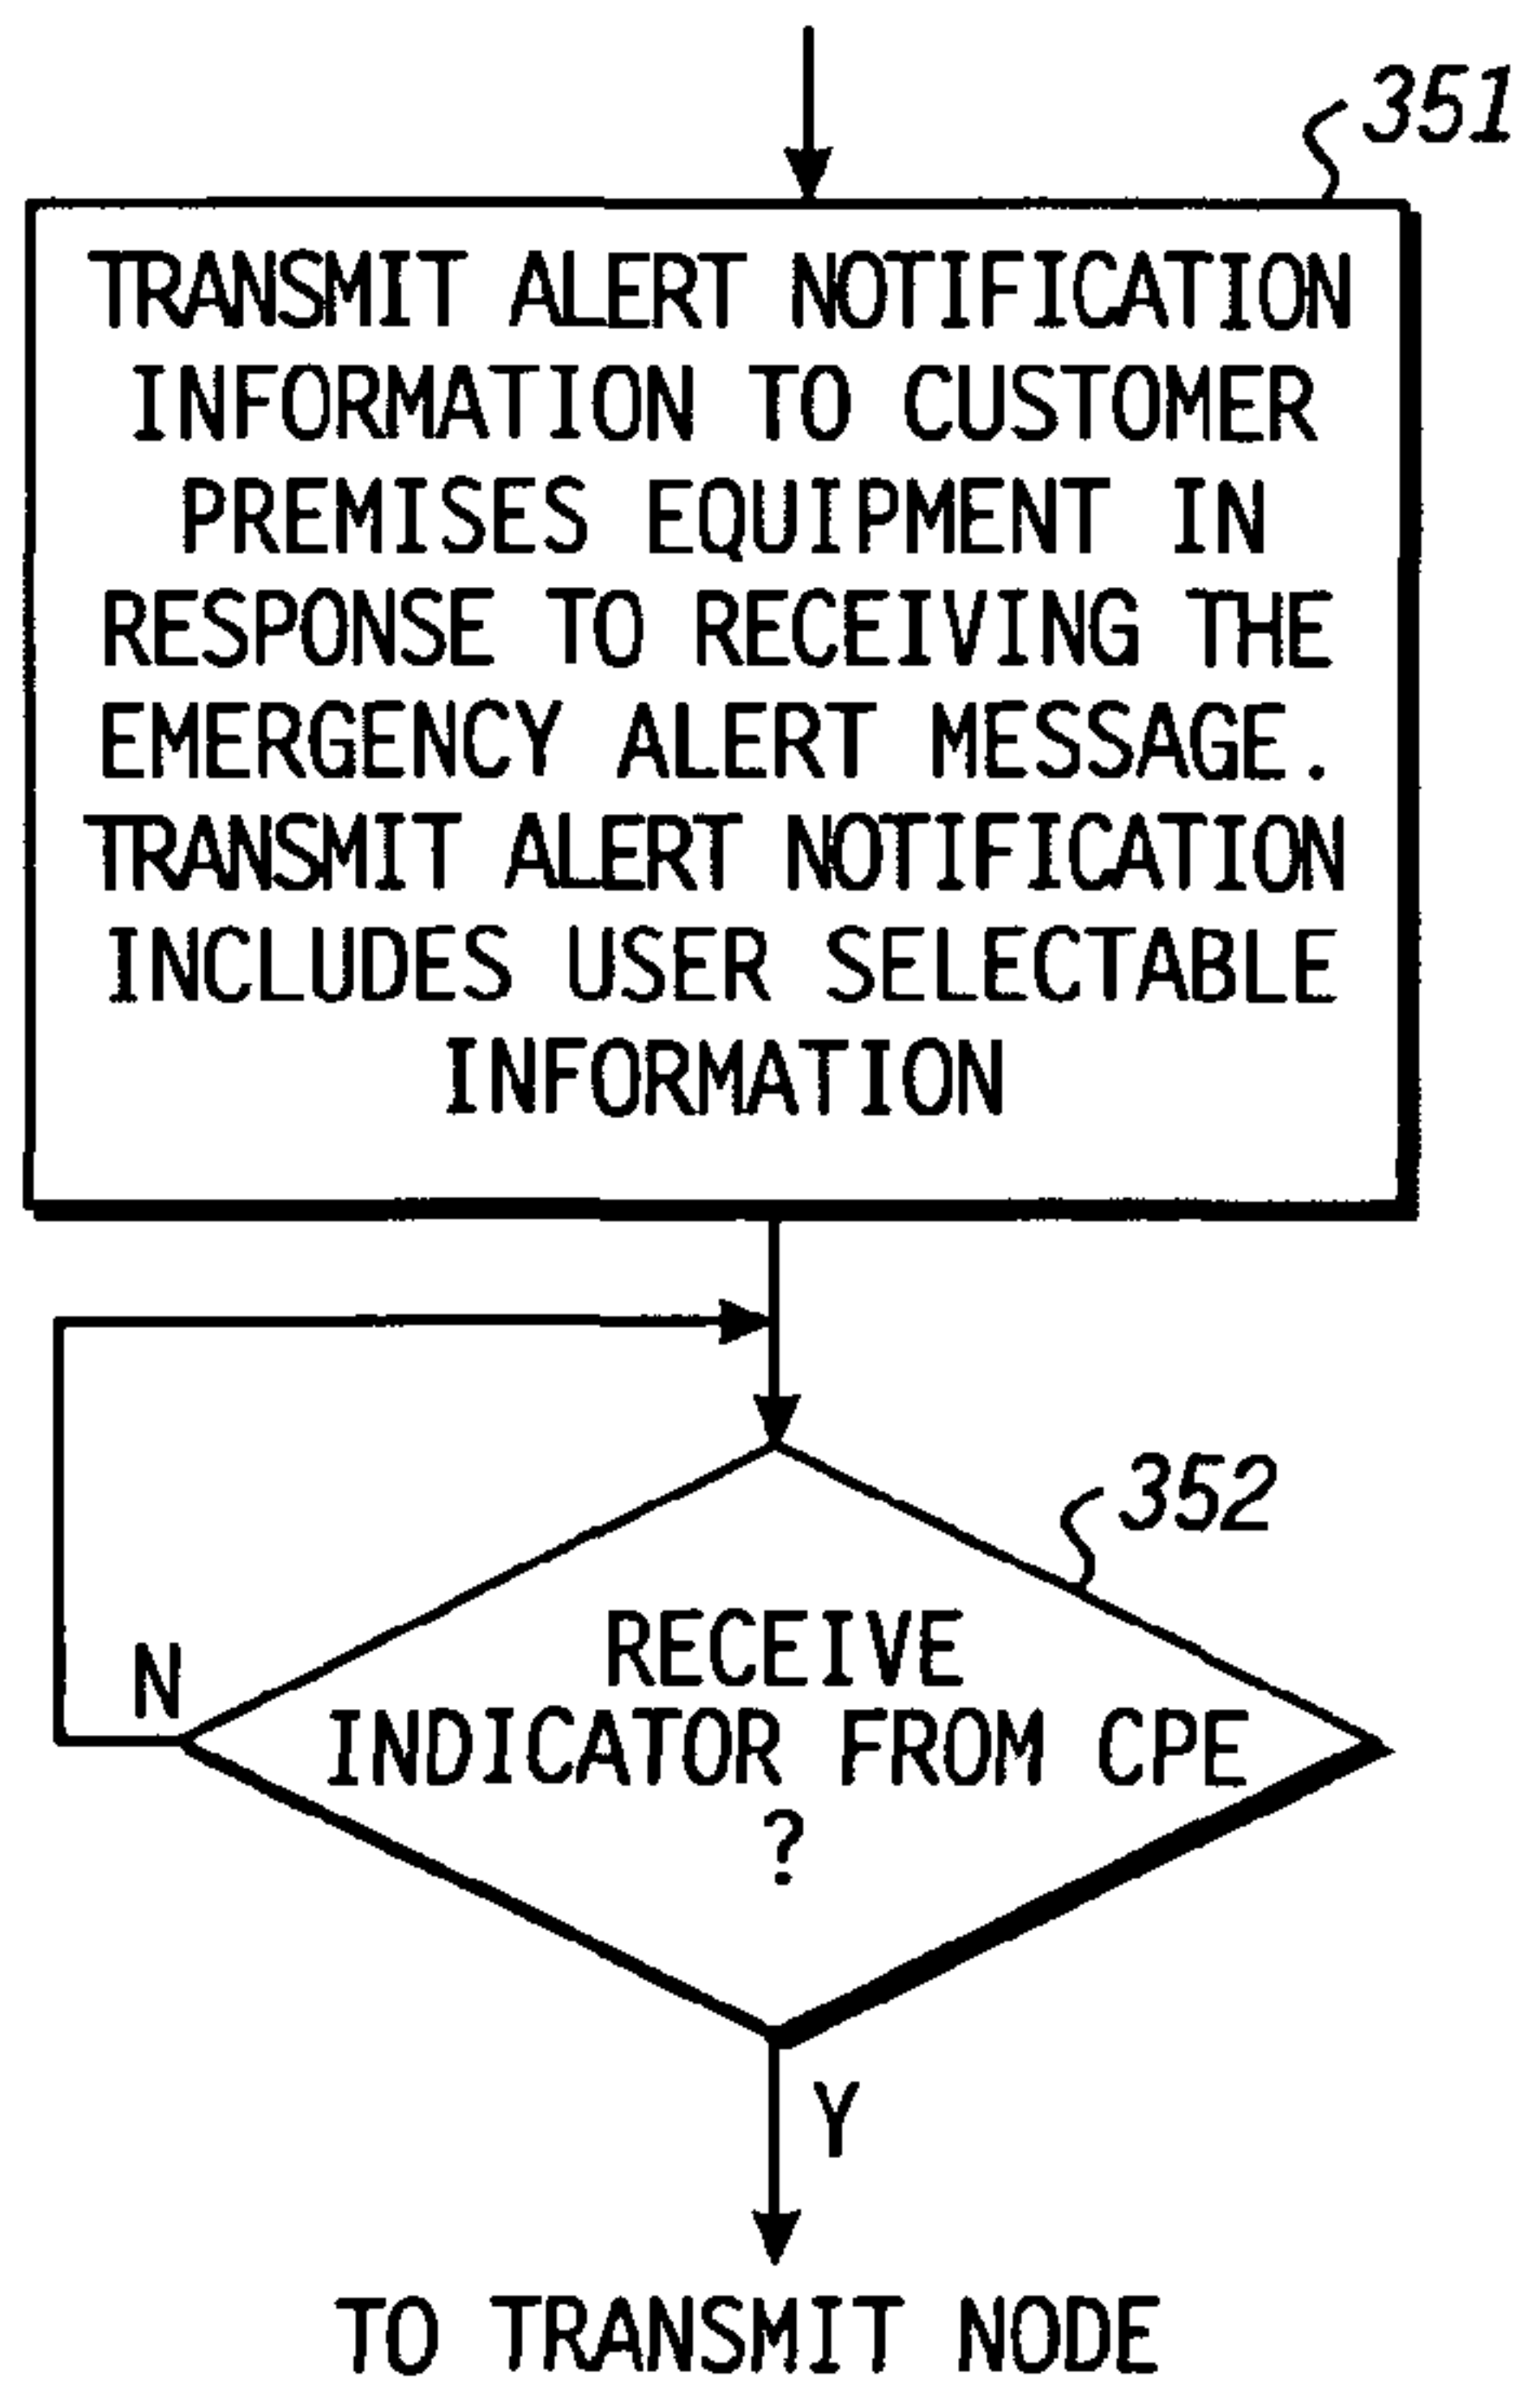 351
TRANSMIT ALERT NOTIFICATION
INFORMATION TO CUSTOMER
PREMISES EQUIPMENT IN
RESPONSE TO RECEIVING THE
EMERGENCY ALERT MESSAGE.
TRANSMIT ALERT NOTIFICATION
INCLUDES USER SELECTABLE
INFORMATION
352
N
RECEIVE
INDICATOR FROM CPE
?
Y
TO TRANSMIT NODE